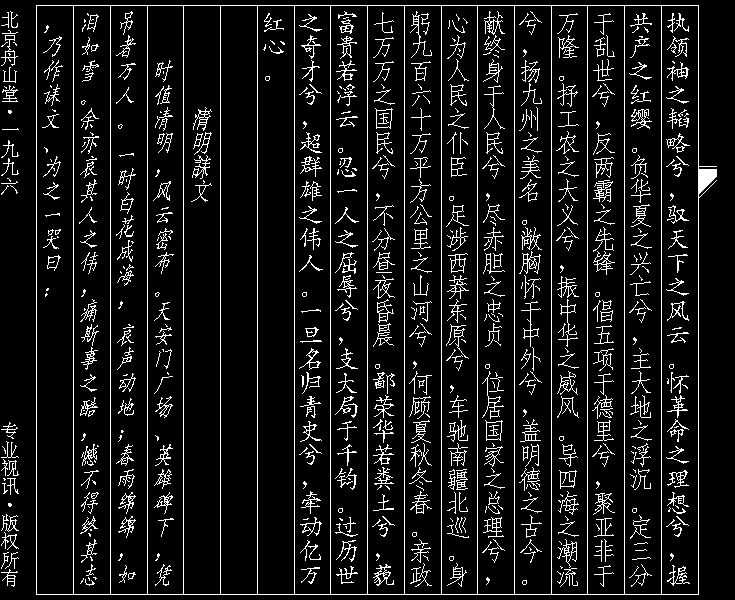 执领袖之韬略兮,驭天下之风云。怀革命之理想兮,握
共产之红缨。负华夏之兴亡兮,主大地之浮沉。定三分
于乱世兮,反两霸之先锋。倡五项于德里兮,聚亚非于
万隆。抒工农之大义兮,振中华之威风。导四海之潮流
兮,扬九州之美名。敞胸怀于中外兮,盖明德之古今。
献终身于人民兮,尽赤胆之忠贞。位居国家之总理兮,
心为人民之仆臣。足涉西莽东原兮,车驰南疆北巡。身
躬九百六十万平方公里之山河兮,何顾夏秋冬春。亲政
七万万之国民兮,不分昼夜昏晨。鄙荣华若粪土兮,藐
富贵若浮云。忍一人之屈辱兮,支大局于千钧。过历世
之奇才兮,超群雄之伟人。一旦名归青史兮,牵动亿万
红心。
清明誄文
时值清明,风云密布。天安门广场、英雄碑下,凭
吊者万人。一时白花成海,哀声动地;春雨绵绵,如
泪如雪。余亦哀其人之伟,痛斯事之酷,憾不得终其志
,乃作诔文、为之一哭曰:
北京舟山堂·一九九六
专业视讯·版权所有